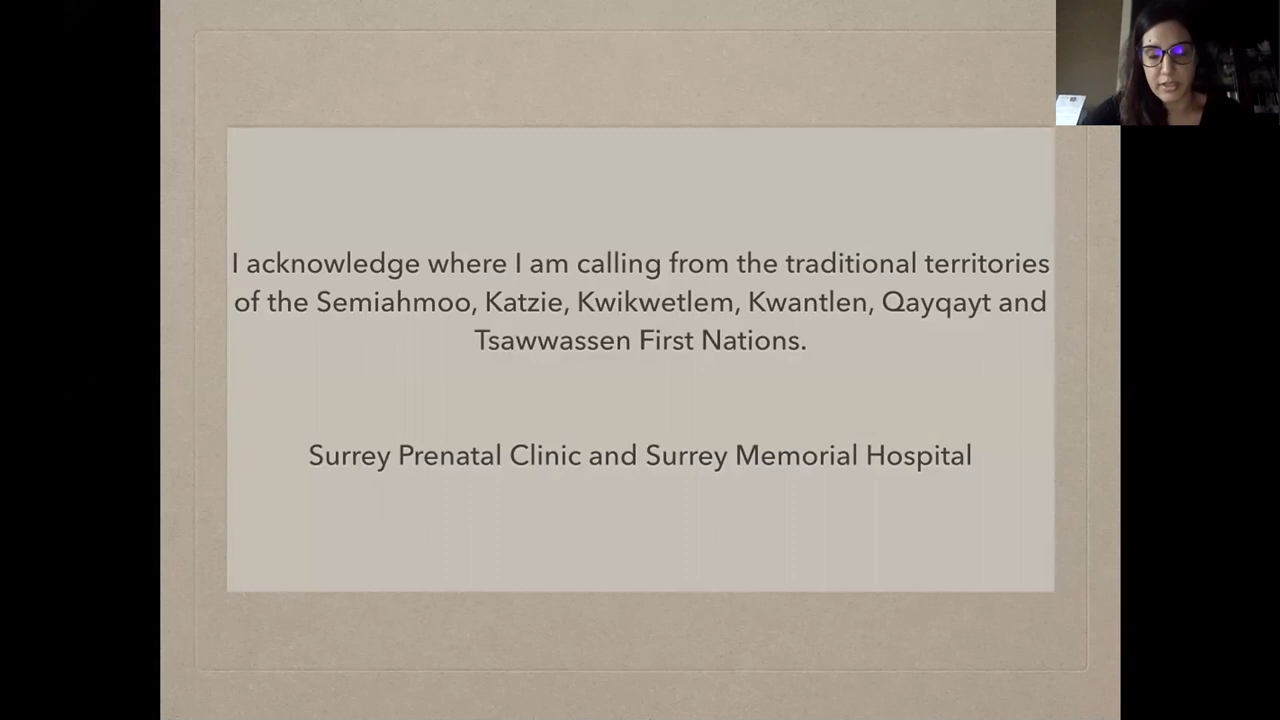 I acknowledge where I am calling from the traditional territories
of the Semiahmoo, Katzie, Kwikwetlem, Kwantlen, Qayqayt and
Tsawwassen First Nations.
Surrey Prenatal Clinic and Surrey Memorial Hospital